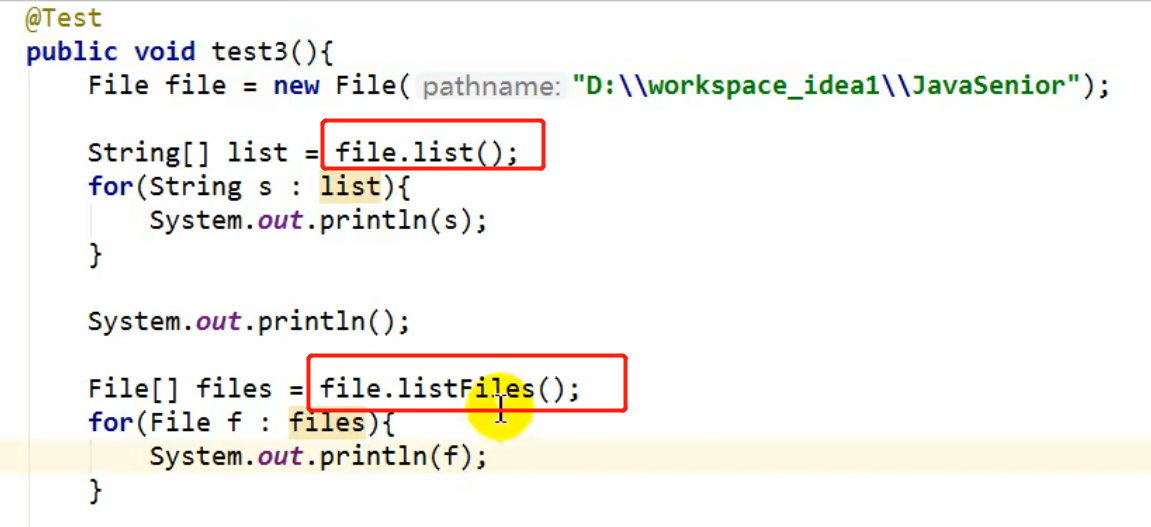 @Test
public void test3(){
File file = new File( pathname: "D:\\workspace_idea1\\JavaSenior");
String[] list = file.list();
for(String s : list){
System.out.println(s);
}
System.out.println();
File[] files = file.listFiles();
for(File f : files){
System.out.println(f);
}